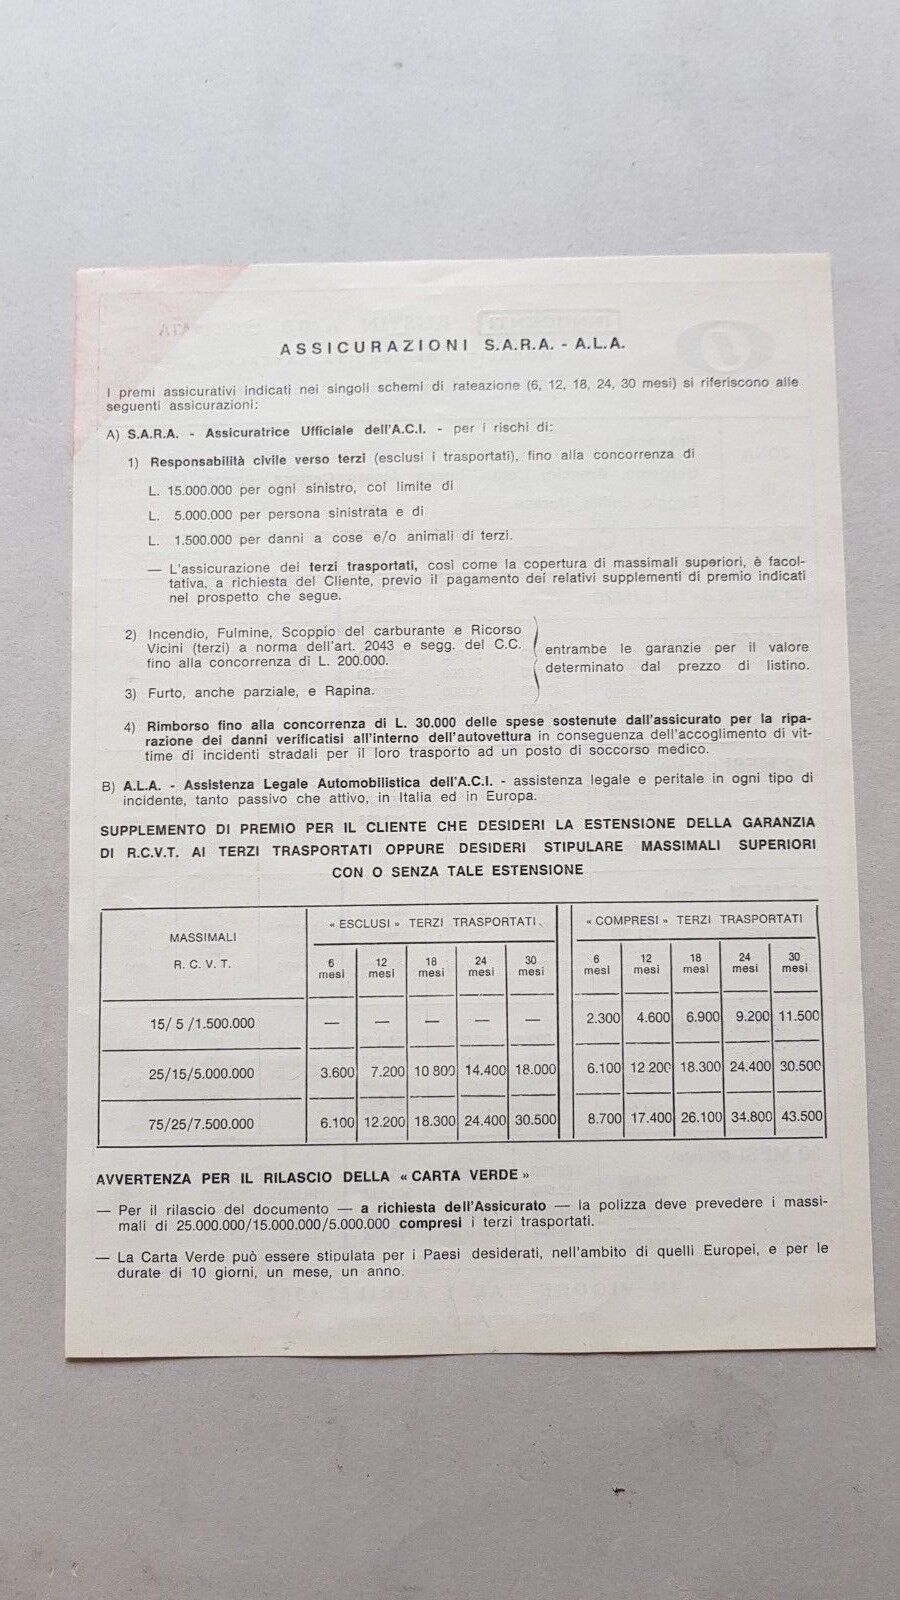 ASSICURAZIONI S.A.R.A. - A.L.A.
I premi assicurativi indicati nei singoli schemi di rateazione (6, 12, 18, 24, 30 mesi) si riferiscono alle
seguenti assicurazioni:
A) S.A.R.A. - Assicuratrice Ufficiale dell'A.C.I. - per i rischi di:
1) Responsabilità civile verso terzi (esclusi i trasportati), fino alla concorrenza di
L. 15.000.000 per ogni sinistro, col limite di
L. 5.000.000 per persona sinistrata e di
L. 1.500.000 per danni a cose e/o animali di terzi.
— L'assicurazione dei terzi trasportati, così come la copertura di massimali superiori, è facol-
tativa, a richiesta del Cliente, previo il pagamento dei relativi supplementi di premio indicati
nel prospetto che segue.
2) Incendio, Fulmine, Scoppio del carburante e Ricorso
Vicini (terzi) a norma dell'art. 2043 e segg. del C.C.
fino alla concorrenza di L. 200.000.
3) Furto, anche parziale, e Rapina.
entrambe le garanzie per il valore
determinato dal prezzo di listino.
4) Rimborso fino alla concorrenza di L. 30.000 delle spese sostenute dall'assicurato per la ripa-
razione dei danni verificatisi all'interno dell'autovettura in conseguenza dell'accoglimento di vit-
time di incidenti stradali per il loro trasporto ad un posto di soccorso medico.
B) A.L.A. - Assistenza Legale Automobilistica dell'A.C.I. - assistenza legale e peritale in ogni tipo di
incidente, tanto passivo che attivo, in Italia ed in Europa.
SUPPLEMENTO DI PREMIO PER IL CLIENTE CHE DESIDERI LA ESTENSIONE DELLA GARANZIA
DI R.C.V.T. AI TERZI TRASPORTATI OPPURE DESIDERI STIPULARE MASSIMALI SUPERIORI
CON O SENZA TALE ESTENSIONE
MASSIMALI R. C. V. T. « ESCLUSI » TERZI TRASPORTATI « COMPRESI » TERZI TRASPORTATI
6 mesi 12 mesi 18 mesi 24 mesi 30 mesi 6 mesi 12 mesi 18 mesi 24 mesi 30 mesi
15/ 5 /1.500.000 — — — — — 2.300 4.600 6.900 9.200 11.500
25/15/5.000.000 3.600 7.200 10 800 14.400 18.000 6.100 12.200 18.300 24.400 30.500
75/25/7.500.000 6.100 12.200 18.300 24.400 30.500 8.700 17.400 26.100 34.800 43.500
AVVERTENZA PER IL RILASCIO DELLA « CARTA VERDE »
— Per il rilascio del documento — a richiesta dell'Assicurato — la polizza deve prevedere i massi-
mali di 25.000.000/15.000.000/5.000.000 compresi i terzi trasportati.
— La Carta Verde può essere stipulata per i Paesi desiderati, nell'ambito di quelli Europei, e per le
durate di 10 giorni, un mese, un anno.